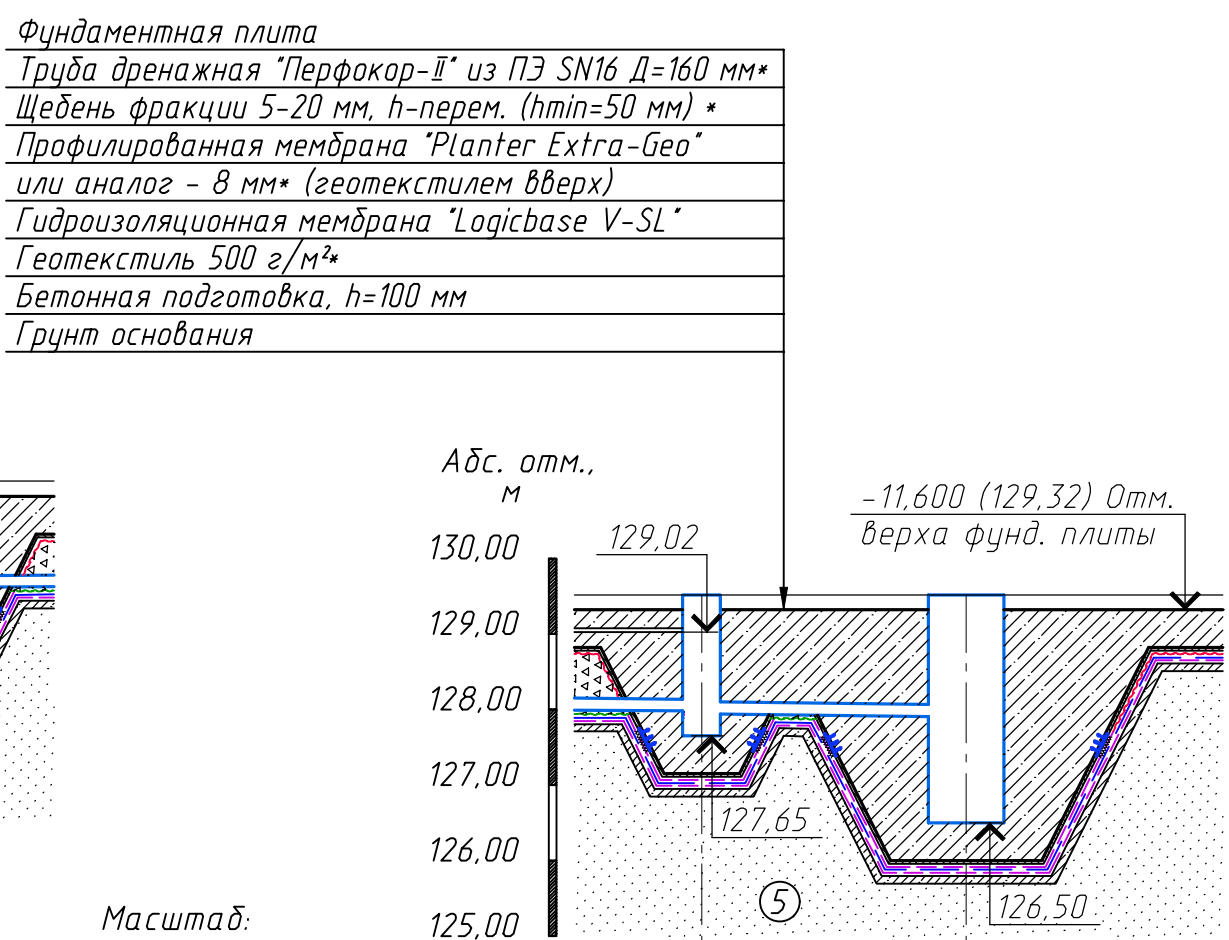 Фундаментная плита
Труба дренажная "Перфокор-II" из ПЭ SN16 Д=160 мм*
Щебень фракции 5-20 мм, h-перем. (hmin=50 мм) *
Профилированная мембрана "Planter Extra-Geo"
или аналог - 8 мм* (геотекстилем вверх)
Гидроизоляционная мембрана "Logicbase V-SL"
Геотекстиль 500 г/м²*
Бетонная подготовка, h=100 мм
Грунт основания
Абс. отм.,
м
-11,600 (129,32) Отм.
верха фунд. плиты
130,00
129,02
129,00
128,00
127,00
127,65
126,00
126,50
5
125,00
Масштаб: